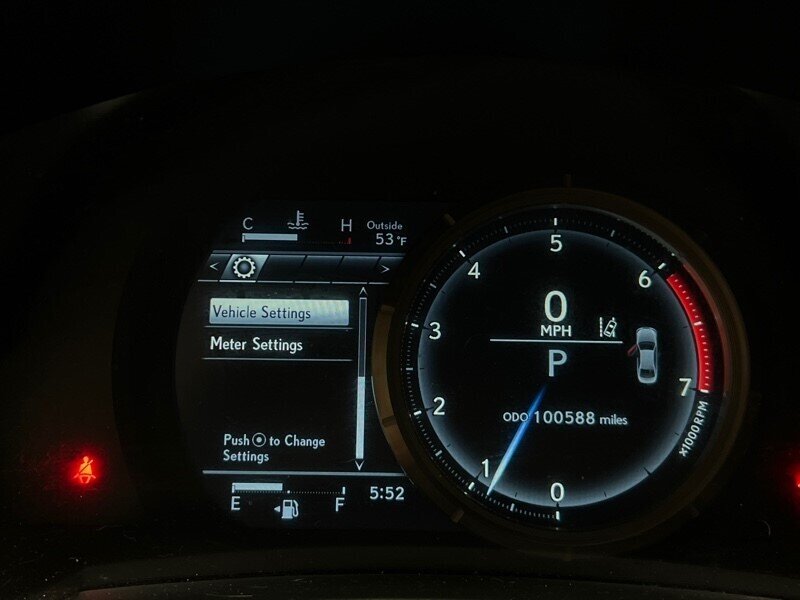 C H Outside
53°F
< >
Vehicle Settings
Meter Settings
Push ⦿ to Change
Settings
E F 5:52
5
4 6
3
0
MPH
P
7
2
ODO 100588 miles
x1000RPM
1
0